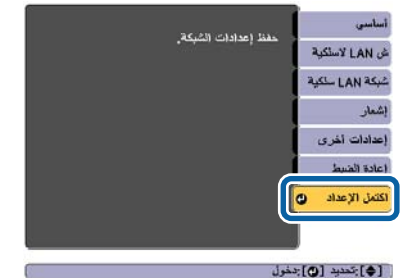 أساسي
حفظ إعدادات الشبكة.
ش LAN لاسلكية
شبكة LAN سلكية
إشعار
إعدادات أخرى
إعادة الضبط
اكتمل الإعداد
[◆]:تحديد [↵]:دخول